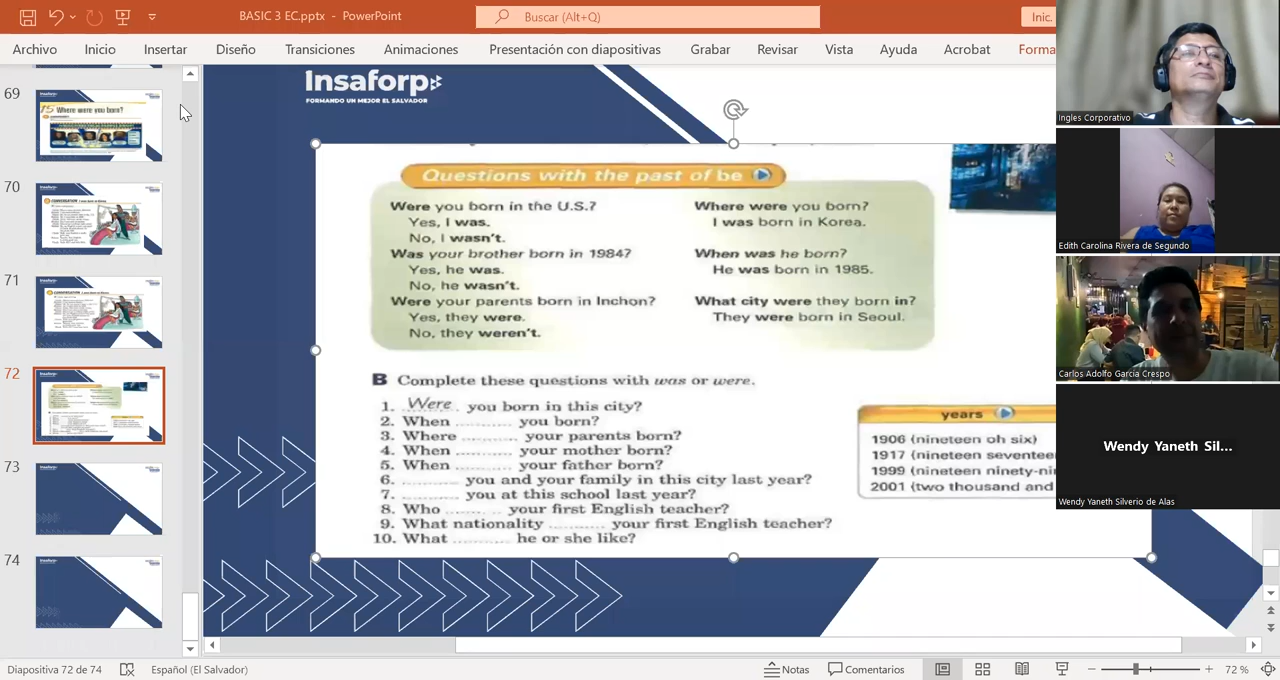 BASIC 3 EC.pptx - PowerPoint
Buscar (Alt+Q)
Inic.
Archivo Inicio Insertar Diseño Transiciones Animaciones Presentación con diapositivas Grabar Revisar Vista Ayuda Acrobat Forma
69
15 Where were you born?
70
71
72
73
74
Insaforp
FORMANDO UN MEJOR EL SALVADOR
Questions with the past of be
Were you born in the U.S.?
Yes, I was.
No, I wasn't.
Was your brother born in 1984?
Yes, he was.
No, he wasn't.
Were your parents born in Inchon?
Yes, they were.
No, they weren't.
Where were you born?
I was born in Korea.
When was he born?
He was born in 1985.
What city were they born in?
They were born in Seoul.
B Complete these questions with was or were.
1. Were you born in this city?
2. When .......... you born?
3. Where .......... your parents born?
4. When .......... your mother born?
5. When .......... your father born?
6. .......... you and your family in this city last year?
7. .......... you at this school last year?
8. Who .......... your first English teacher?
9. What nationality .......... your first English teacher?
10. What .......... he or she like?
years
1906 (nineteen oh six)
1917 (nineteen seventee
1999 (nineteen ninety-ni
2001 (two thousand and
Ingles Corporativo
Edith Carolina Rivera de Segundo
Carlos Adolfo Garcia Crespo
Wendy Yaneth Sil...
Wendy Yaneth Silverio de Alas
Diapositiva 72 de 74
Español (El Salvador)
Notas
Comentarios
72 %